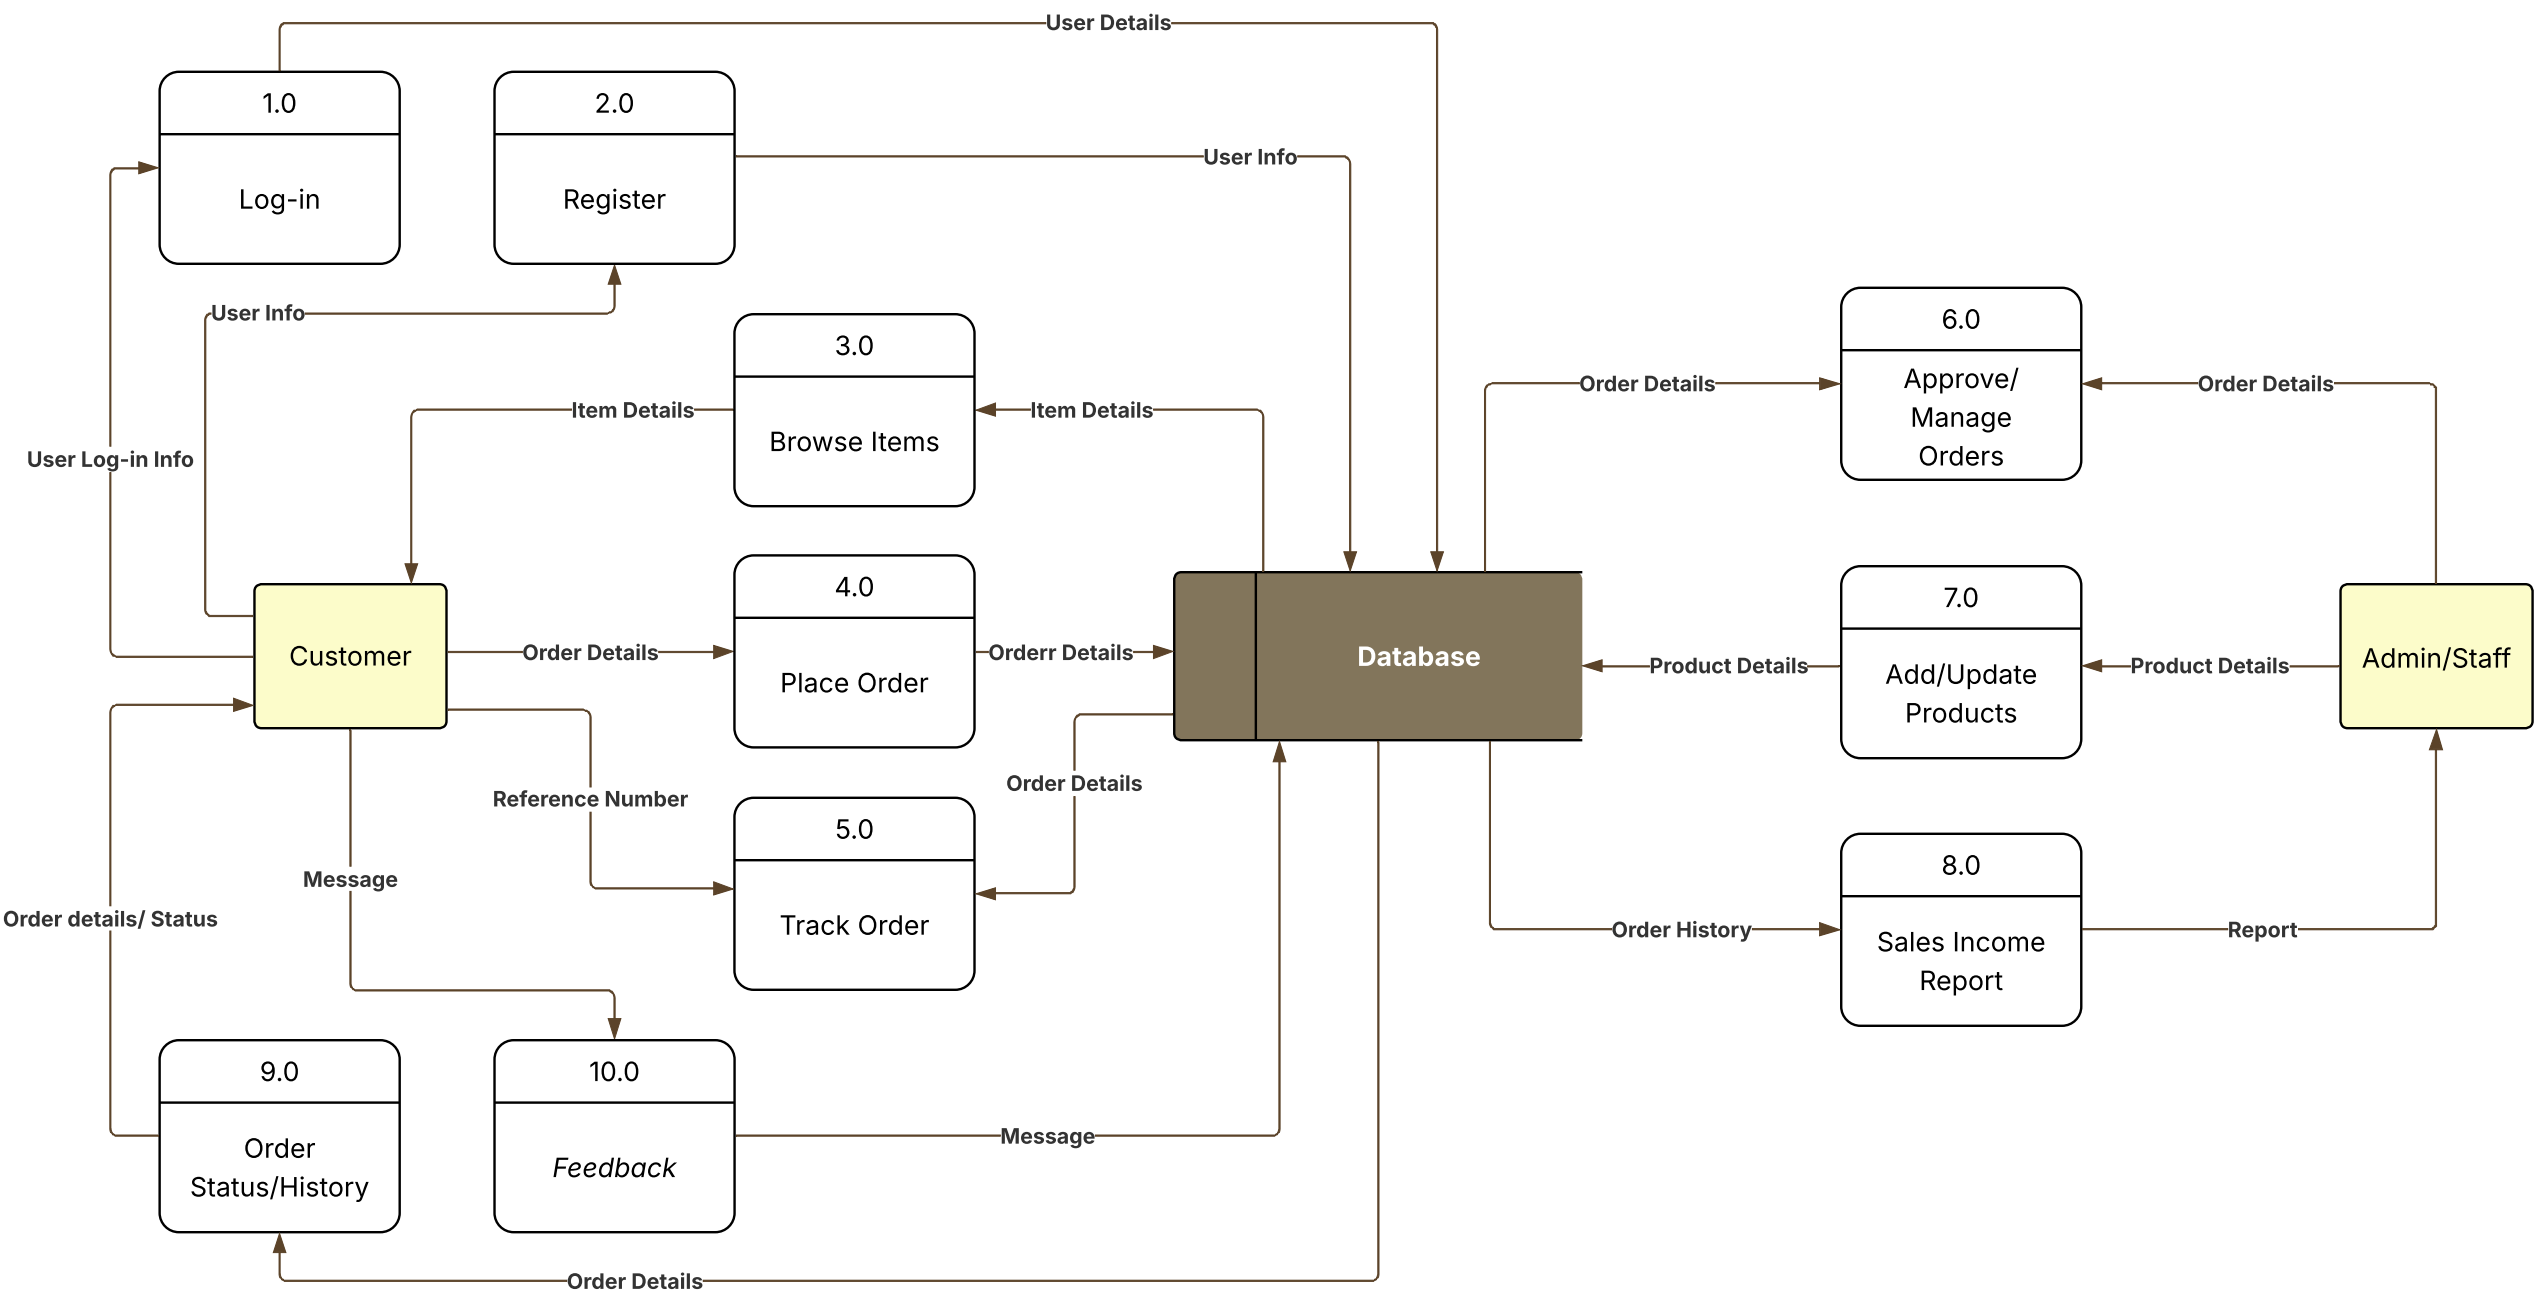 User Details
1.0
Log-in
2.0
Register
User Info
User Info
3.0
Browse Items
Item Details
Item Details
User Log-in Info
6.0
Approve/
Manage
Orders
Order Details
Order Details
4.0
Place Order
Customer
Order Details
Orderr Details
Database
7.0
Add/Update
Products
Product Details
Product Details
Admin/Staff
Reference Number
Order Details
5.0
Track Order
Message
Order details/ Status
8.0
Sales Income
Report
Order History
Report
9.0
Order
Status/History
10.0
Feedback
Message
Order Details